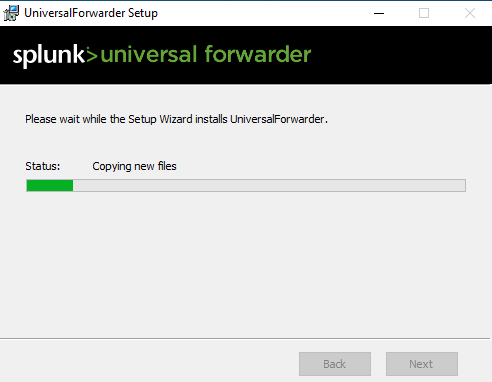 UniversalForwarder Setup
splunk>universal forwarder
Please wait while the Setup Wizard installs UniversalForwarder.
Status: Copying new files
Back Next